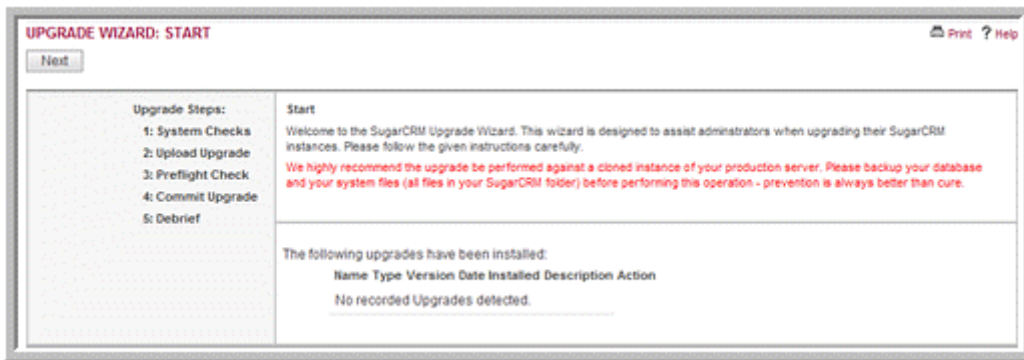 UPGRADE WIZARD: START
Print ? Help
Next
Upgrade Steps:
1: System Checks
2: Upload Upgrade
3: Preflight Check
4: Commit Upgrade
5: Debrief
Start
Welcome to the SugarCRM Upgrade Wizard. This wizard is designed to assist adminstrators when upgrading their SugarCRM
instances. Please follow the given instructions carefully.
We highly recommend the upgrade be performed against a cloned instance of your production server. Please backup your database
and your system files (all files in your SugarCRM folder) before performing this operation - prevention is always better than cure.
The following upgrades have been installed:
Name Type Version Date Installed Description Action
No recorded Upgrades detected.